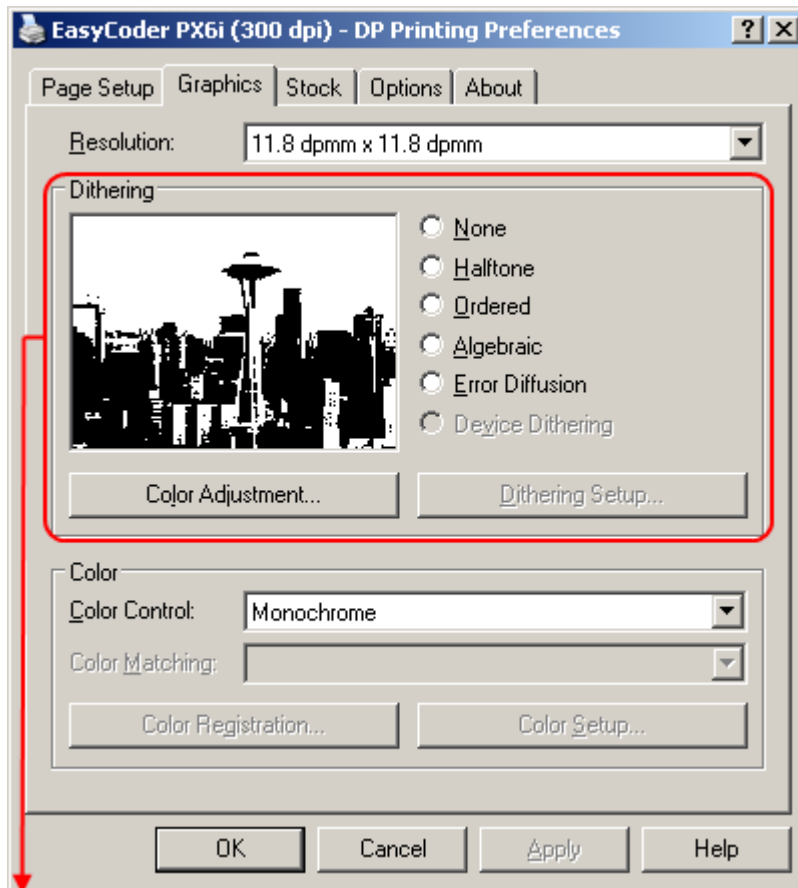 EasyCoder PX6i (300 dpi) - DP Printing Preferences
Page Setup Graphics Stock Options About
Resolution: 11.8 dpmm x 11.8 dpmm
Dithering
None
Halftone
Ordered
Algebraic
Error Diffusion
Device Dithering
Color Adjustment... Dithering Setup...
Color
Color Control: Monochrome
Color Matching:
Color Registration... Color Setup...
OK Cancel Apply Help